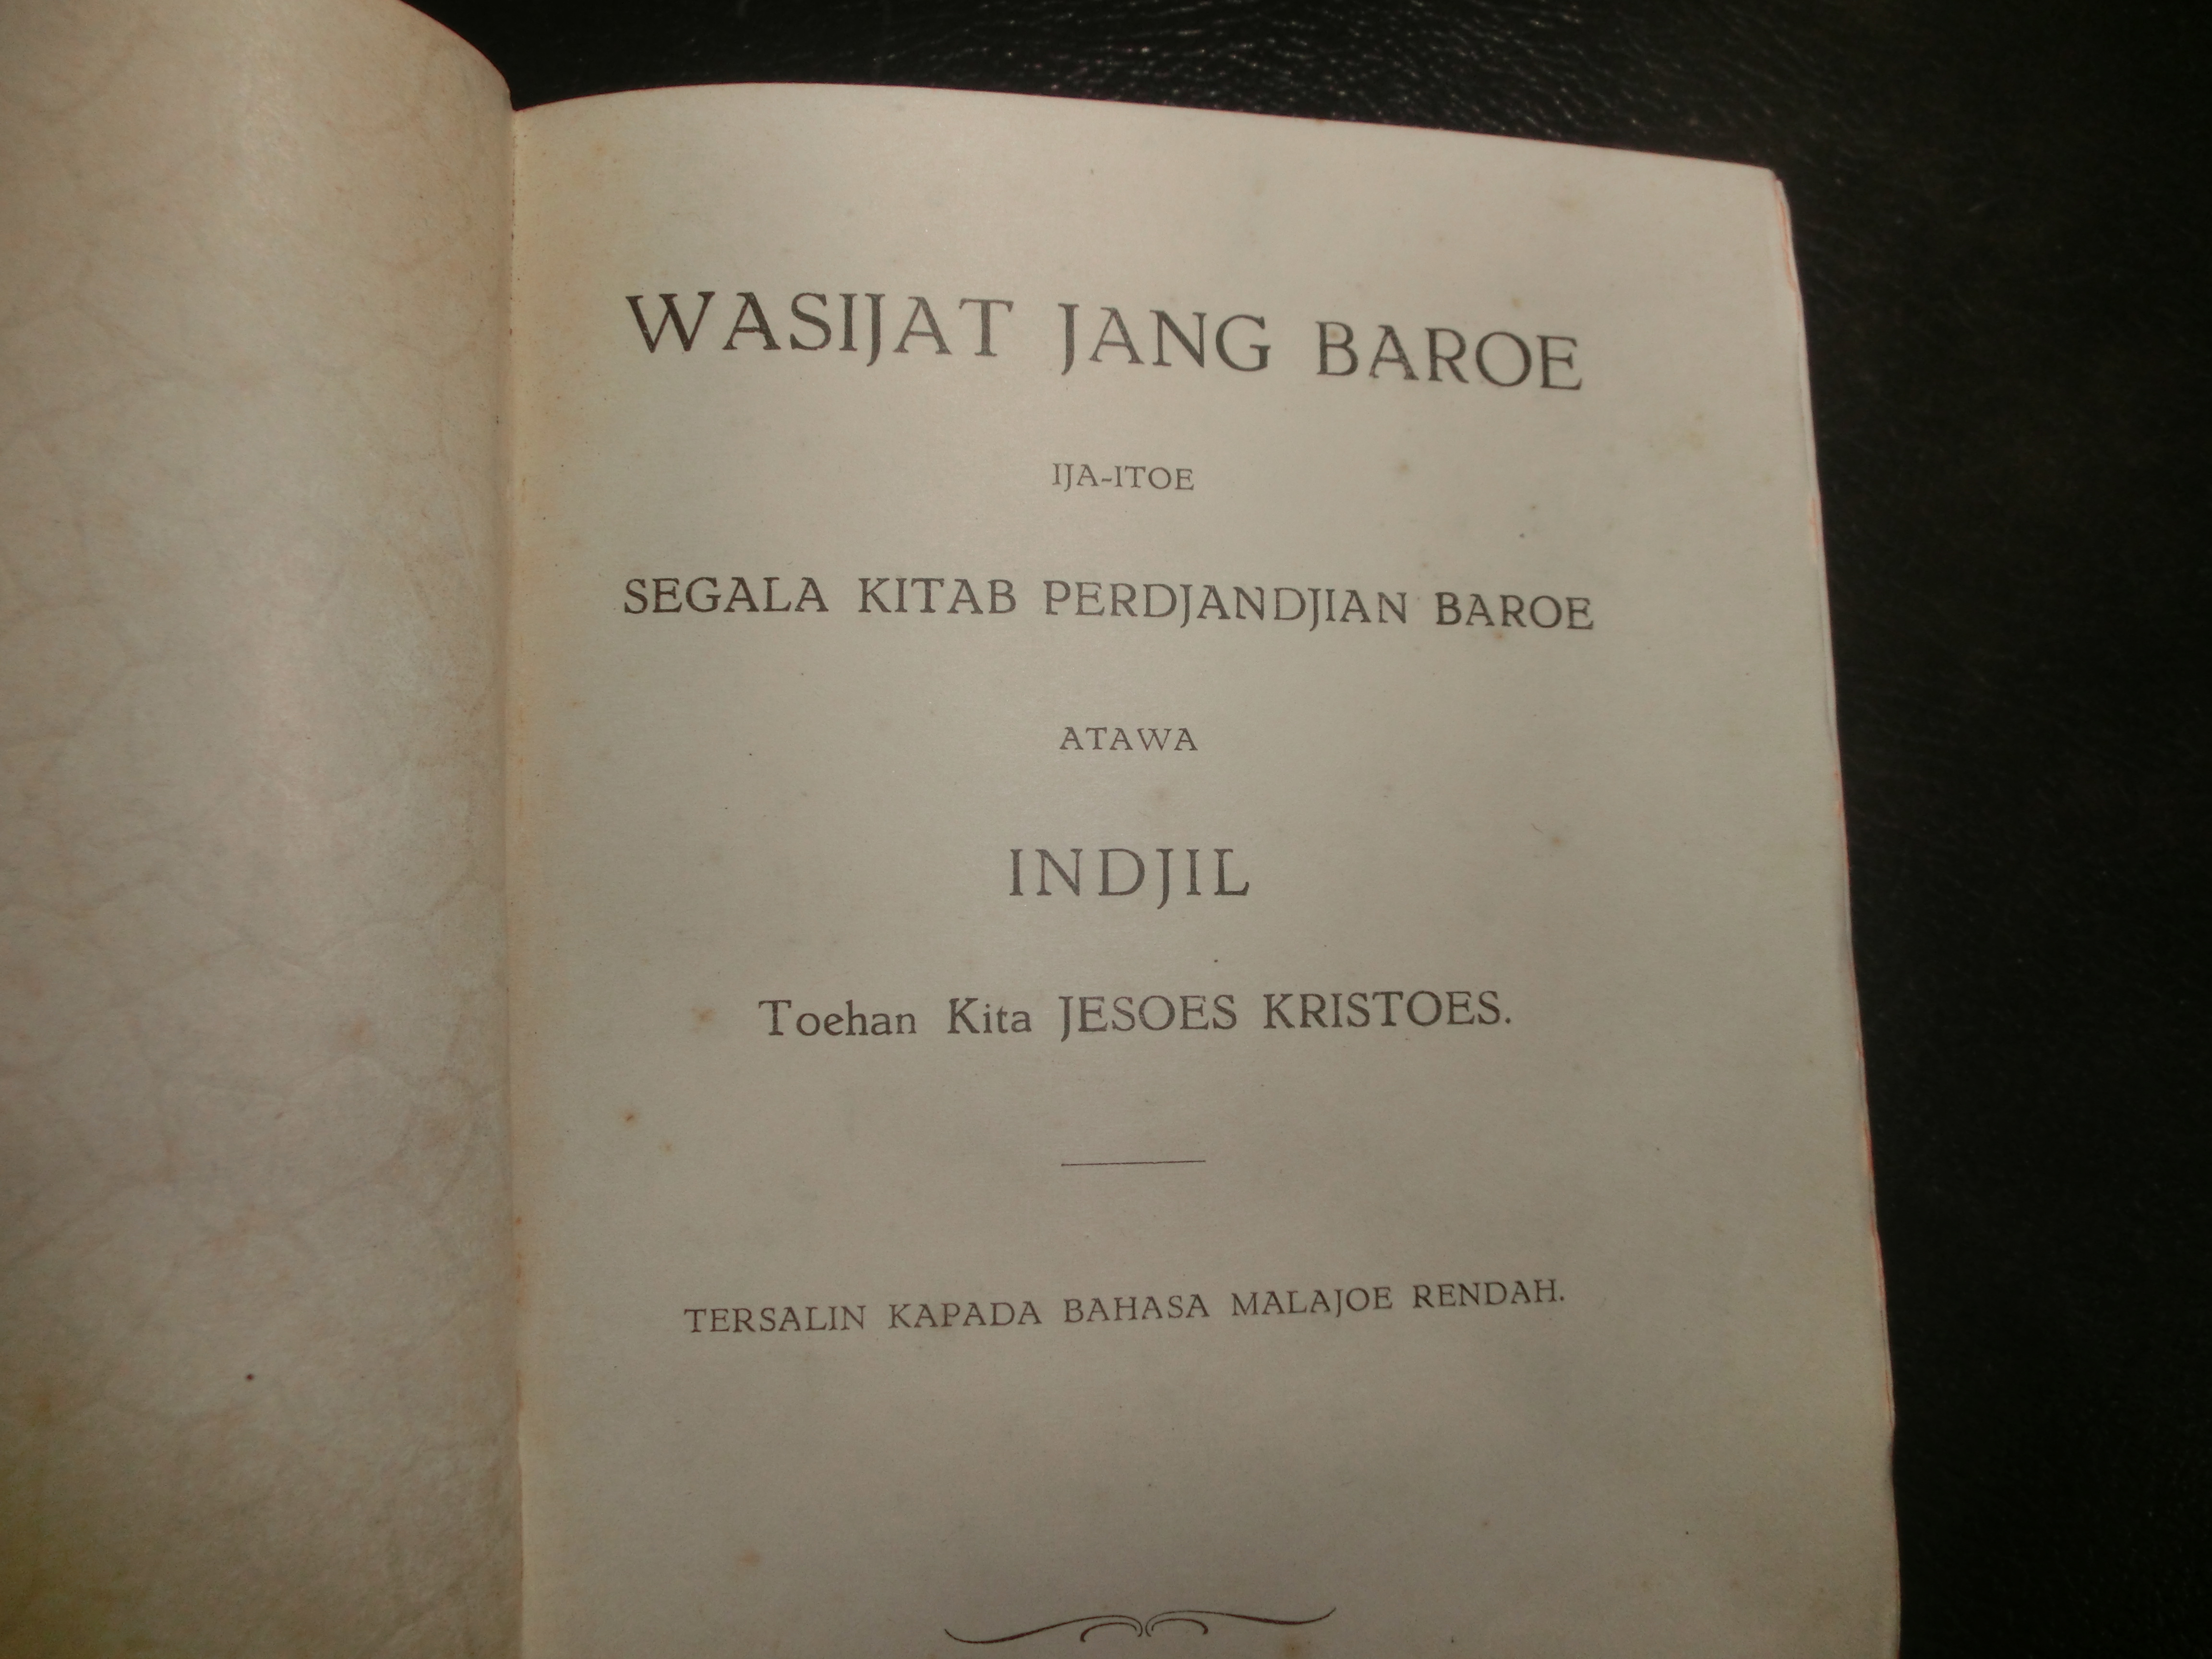 WASIJAT JANG BAROE
IJA-ITOE
SEGALA KITAB PERDJANDJIAN BAROE
ATAWA
INDJIL
Toehan Kita JESOES KRISTOES.
TERSALIN KAPADA BAHASA MALAJOE RENDAH.